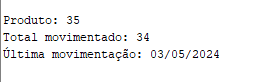 Produto: 35
Total movimentado: 34
Última movimentação: 03/05/2024